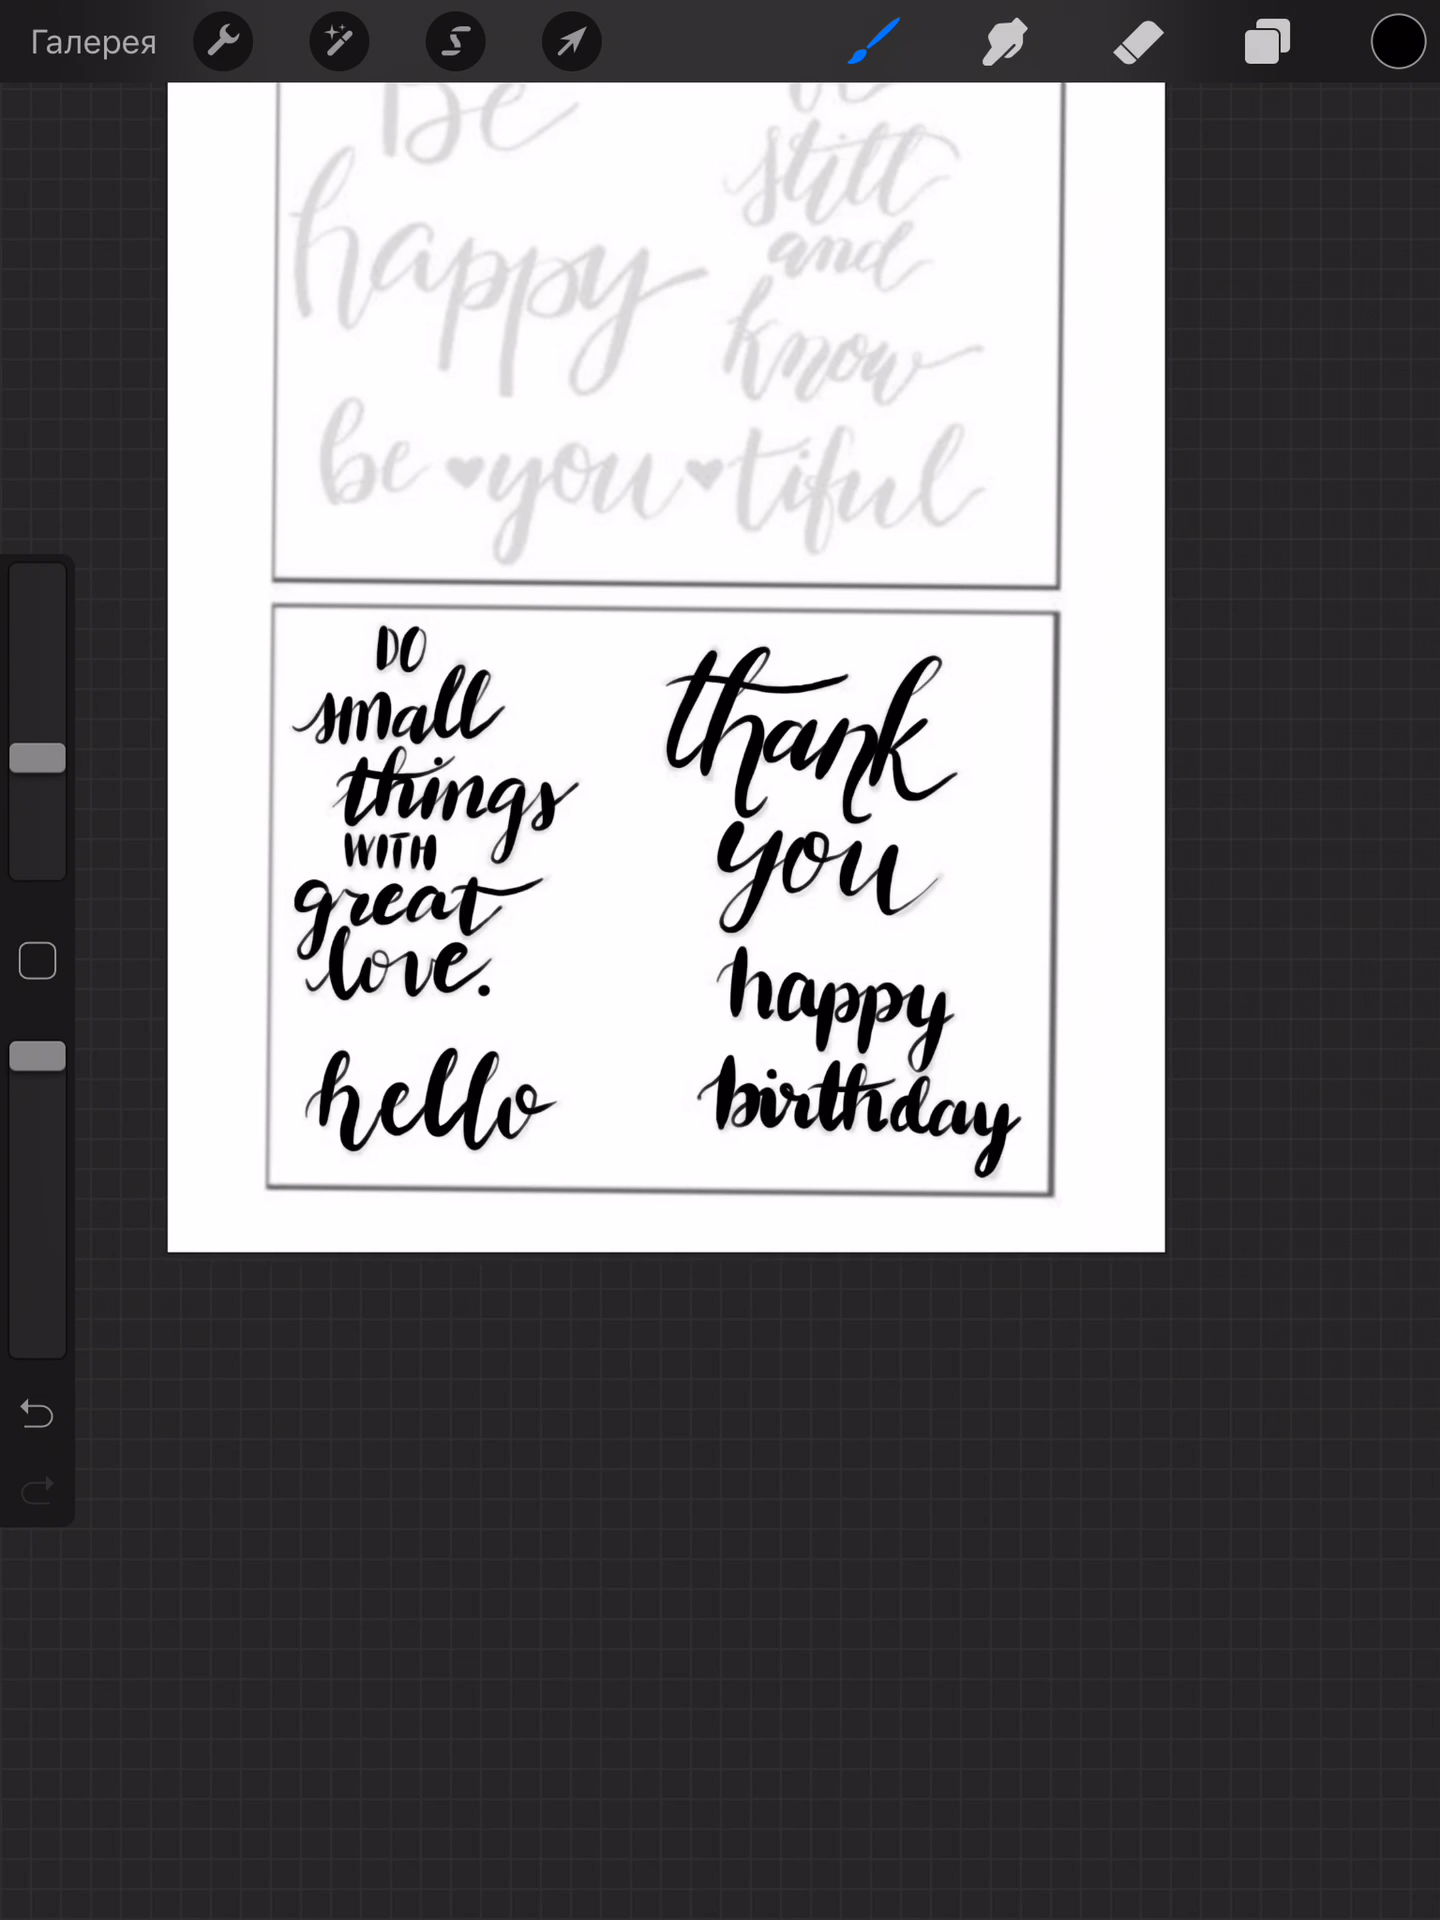 Галерея
Be
happy
be
still
and
know
be ♥ you ♥ tiful
DO
small
things
WITH
great
love.
hello
thank
you
happy
birthday